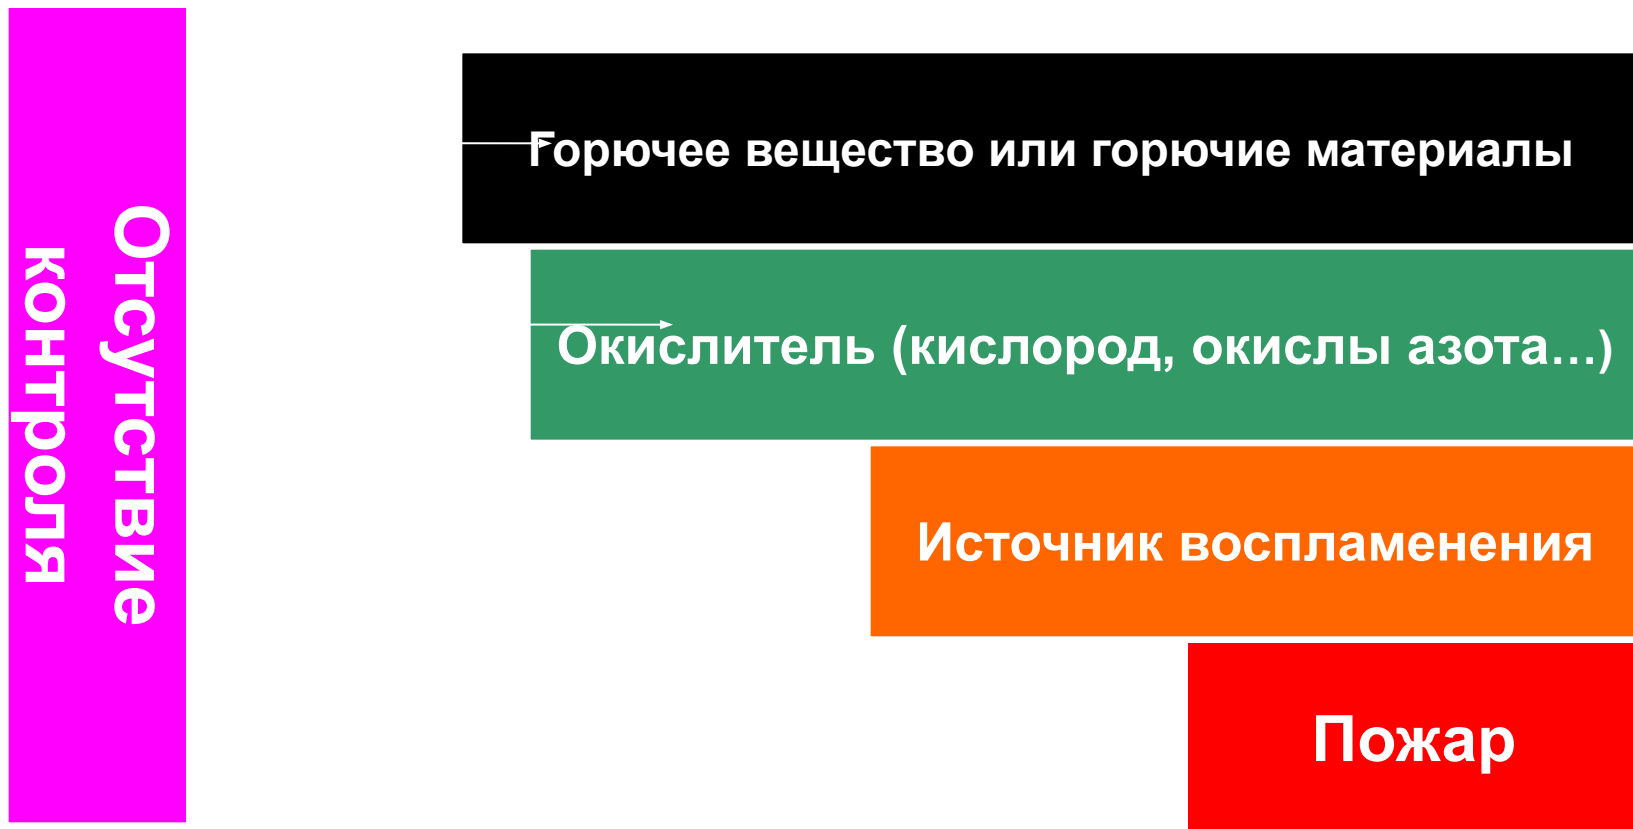 Отсутствие
контроля
Горючее вещество или горючие материалы
Окислитель (кислород, окислы азота…)
Источник воспламенения
Пожар